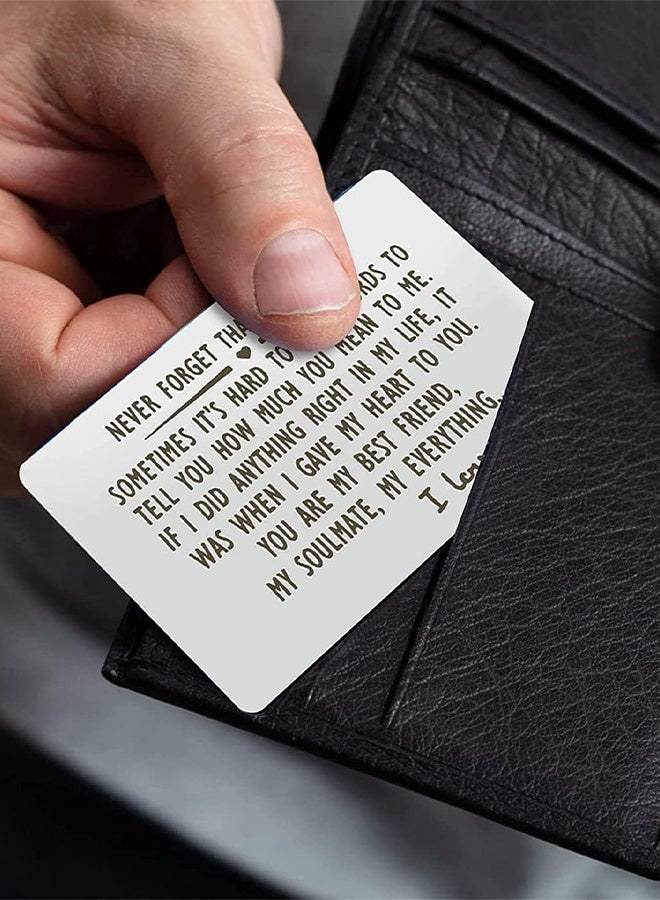 NEVER FORGET
SOMETIMES IT'S HARD TO
TELL YOU HOW MUCH YOU MEAN TO ME.
IF I DID ANYTHING RIGHT IN MY LIFE, IT
WAS WHEN I GAVE MY HEART TO YOU.
YOU ARE MY BEST FRIEND,
MY SOULMATE, MY EVERYTHING.
I